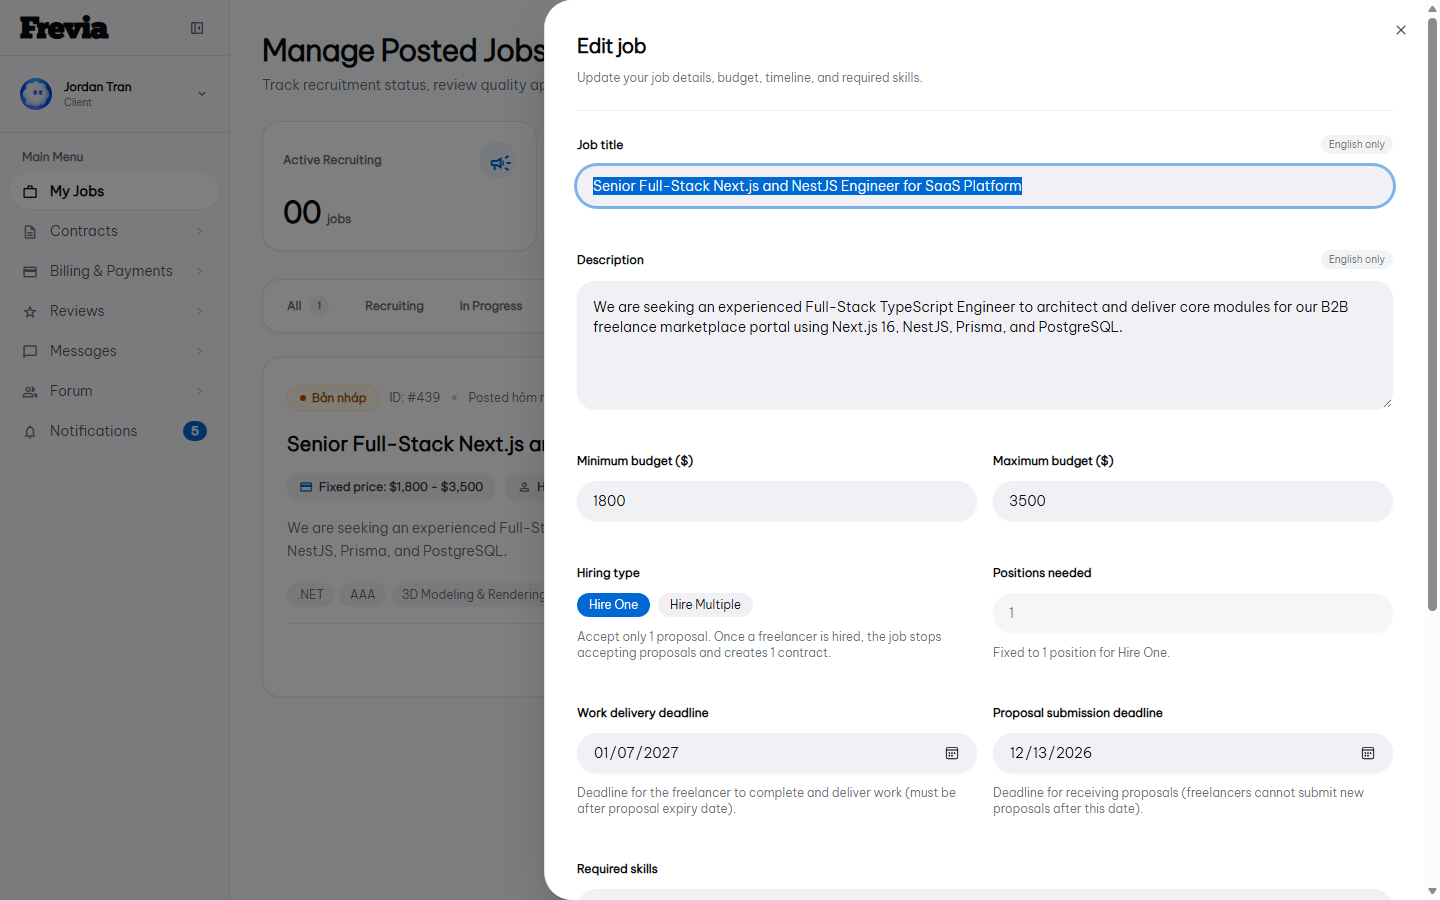 Frevia
Jordan Tran
Client
Main Menu
My Jobs
Contracts
Billing & Payments
Reviews
Messages
Forum
Notifications
5
Manage Posted Jobs
Track recruitment status, review quality ap
Active Recruiting
00 jobs
All 1 Recruiting In Progress
Bản nháp ID: #439 • Posted hôm
Senior Full-Stack Next.js
Fixed price: $1,800 - $3,500
We are seeking an experienced Full-St
NestJS, Prisma, and PostgreSQL.
.NET AAA 3D Modeling & Rendering
Edit job
Update your job details, budget, timeline, and required skills.
Job title English only
Senior Full-Stack Next.js and NestJS Engineer for SaaS Platform
Description English only
We are seeking an experienced Full-Stack TypeScript Engineer to architect and deliver core modules for our B2B
freelance marketplace portal using Next.js 16, NestJS, Prisma, and PostgreSQL.
Minimum budget ($) Maximum budget ($)
1800 3500
Hiring type Positions needed
Hire One Hire Multiple 1
Accept only 1 proposal. Once a freelancer is hired, the job stops
accepting proposals and creates 1 contract.
Fixed to 1 position for Hire One.
Work delivery deadline Proposal submission deadline
01/07/2027 12/13/2026
Deadline for the freelancer to complete and deliver work (must be
after proposal expiry date).
Deadline for receiving proposals (freelancers cannot submit new
proposals after this date).
Required skills